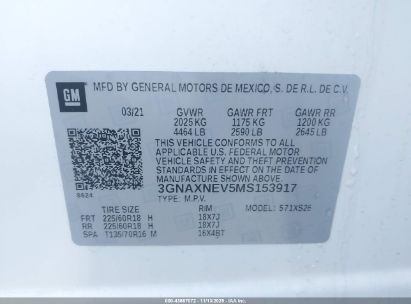 GM
MFD BY GENERAL MOTORS DE MEXICO, S. DE R.L. DE C.V.
03/21 GVWR GAWR FRT GAWR RR
2025 KG 1175 KG 1200 KG
4464 LB 2590 LB 2645 LB
THIS VEHICLE CONFORMS TO ALL
APPLICABLE U.S. FEDERAL MOTOR
VEHICLE SAFETY AND THEFT PREVENTION
STANDARDS IN EFFECT ON THE DATE OF
MANUFACTURE SHOWN ABOVE.
3GNAXNEV5MS153917
8624 TYPE: M.P.V. MODEL: 571XS26
TIRE SIZE RIM
FRT 225/60R18 H 18X7J
RR 225/60R18 H 18X7J
SPA T135/70R16 M 16X4BT